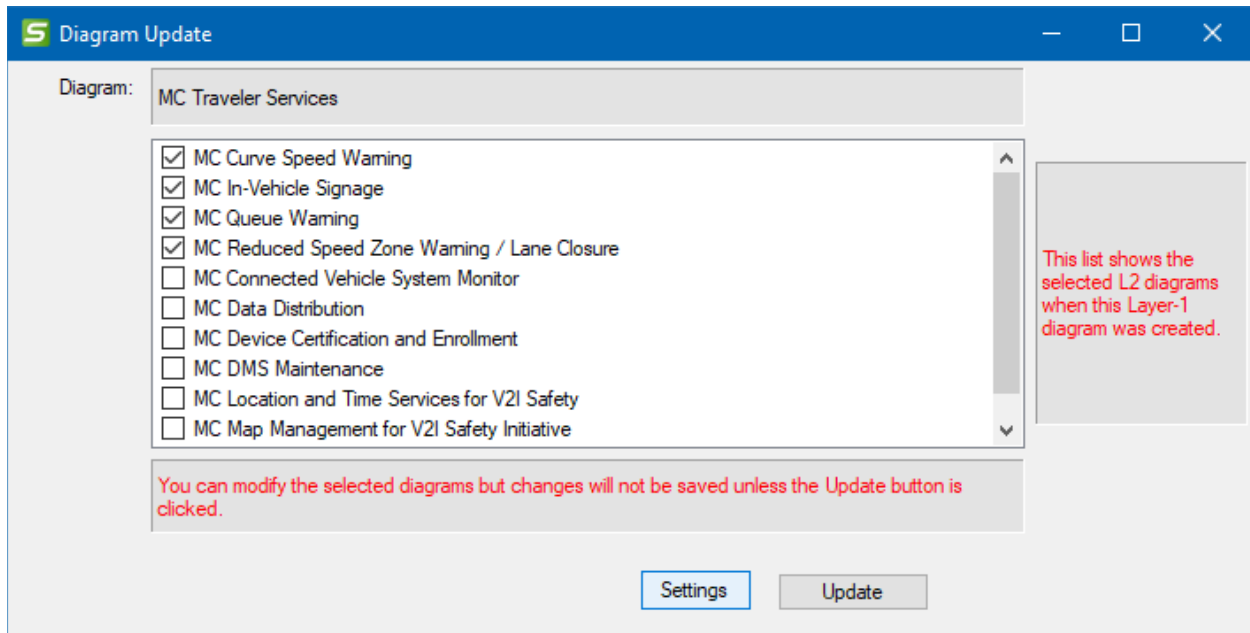 Diagram Update
Diagram:
MC Traveler Services
MC Curve Speed Warning
MC In-Vehicle Signage
MC Queue Warning
MC Reduced Speed Zone Warning / Lane Closure
MC Connected Vehicle System Monitor
MC Data Distribution
MC Device Certification and Enrollment
MC DMS Maintenance
MC Location and Time Services for V2I Safety
MC Map Management for V2I Safety Initiative
This list shows the
selected L2 diagrams
when this Layer-1
diagram was created.
You can modify the selected diagrams but changes will not be saved unless the Update button is
clicked.
Settings
Update